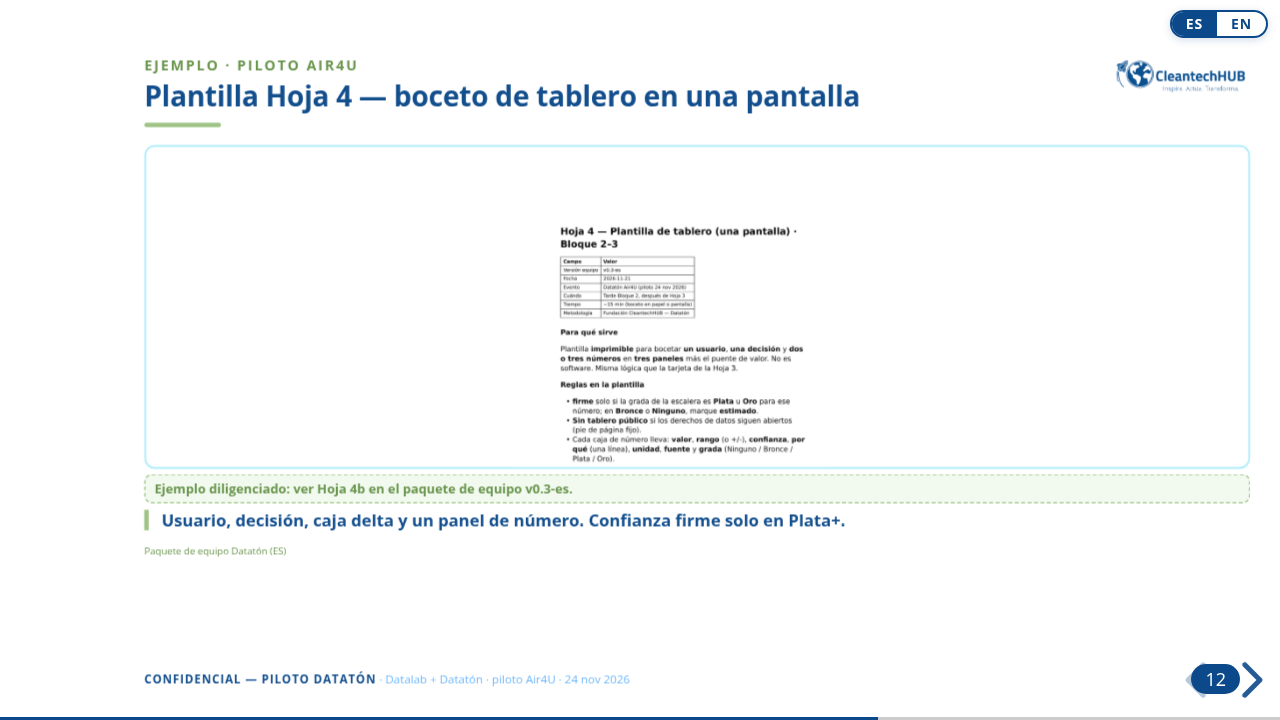 ES EN
EJEMPLO · PILOTO AIR4U
Plantilla Hoja 4 — boceto de tablero en una pantalla
CleantechHUB
Inspira. Actúa. Transforma.
Hoja 4 — Plantilla de tablero (una pantalla) ·
Bloque 2–3
Campo Valor
Versión equipo v0.3-es
Fecha 2026-11-21
Evento Datatón Air4U (piloto 24 nov 2026)
Cuándo Tarde Bloque 2, después de Hoja 3
Tiempo ~15 min (boceto en papel o pantalla)
Metodología Fundación CleantechHUB — Datatón
Para qué sirve
Plantilla imprimible para bocetar un usuario, una decisión y dos
o tres números en tres paneles más el puente de valor. No es
software. Misma lógica que la tarjeta de la Hoja 3.
Reglas en la plantilla
• firme solo si la grada de la escalera es Plata u Oro para ese
número; en Bronce o Ninguno, marque estimado.
• Sin tablero público si los derechos de datos siguen abiertos
(pie de página fijo).
• Cada caja de número lleva: valor, rango (o +/-), confianza, por
qué (una línea), unidad, fuente y grada (Ninguno / Bronce /
Plata / Oro).
Ejemplo diligenciado: ver Hoja 4b en el paquete de equipo v0.3-es.
Usuario, decisión, caja delta y un panel de número. Confianza firme solo en Plata+.
Paquete de equipo Datatón (ES)
CONFIDENCIAL — PILOTO DATATÓN · Datalab + Datatón · piloto Air4U · 24 nov 2026
12